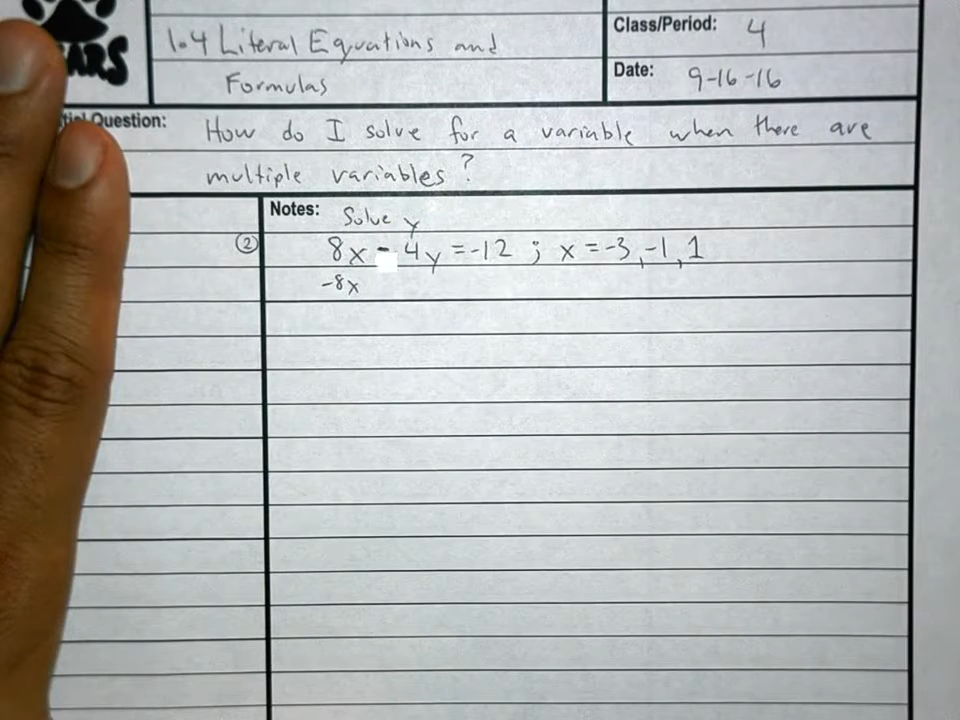 1.4 Literal Equations and
Formulas
Class/Period: 4
Date: 9-16-16
Question: How do I solve for a variable when there are
multiple variables?
Notes: Solve y
② 8x - 4y = -12 ; x = -3, -1, 1
-8x